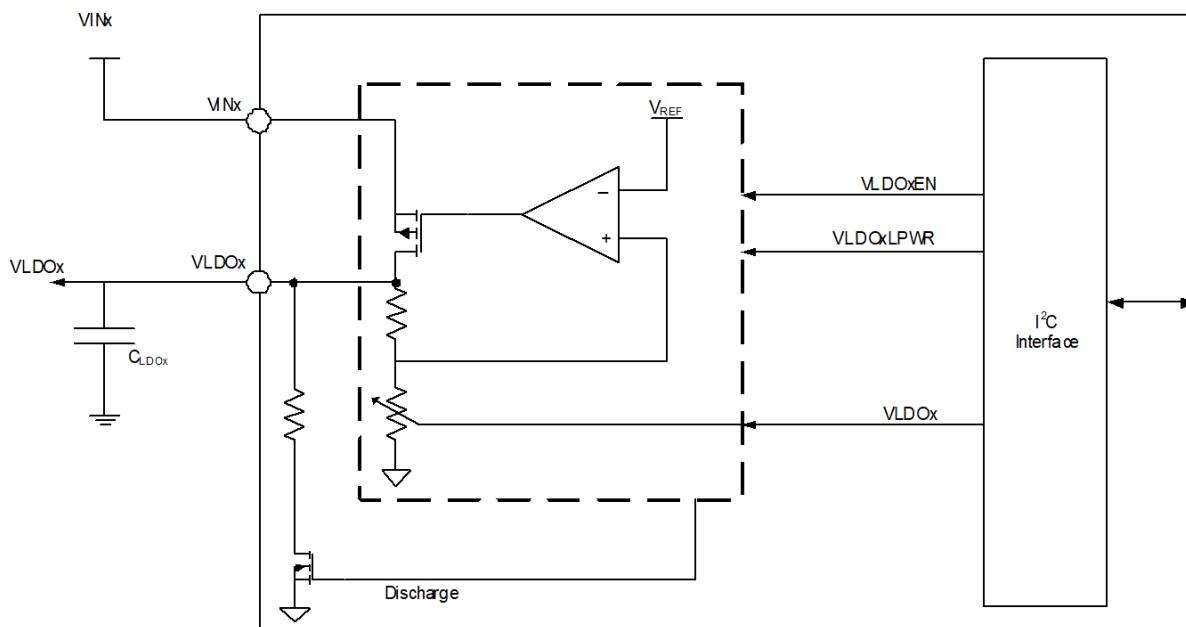 VINx
VINx
VREF
−
+
VLDOxEN
VLDOxLPWR
VLDOx
VLDOx
CLDOx
I²C
Interface
VLDOx
Discharge